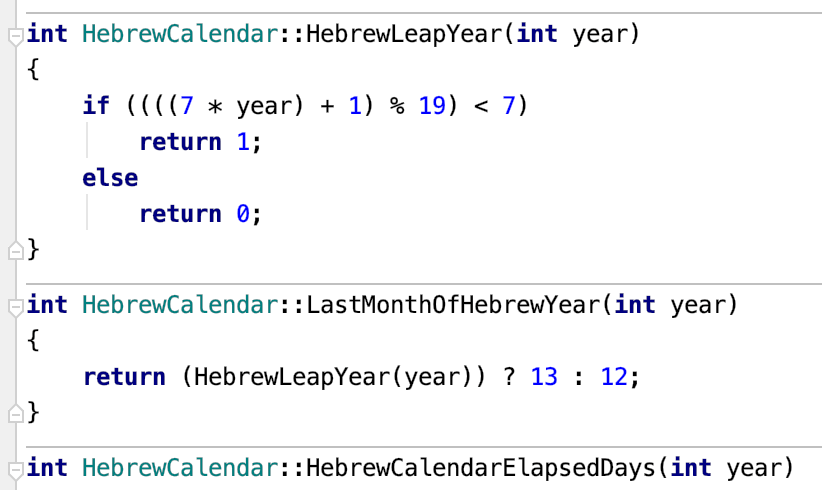 int HebrewCalendar::HebrewLeapYear(int year)
{
    if ((((7 * year) + 1) % 19) < 7)
        return 1;
    else
        return 0;
}
int HebrewCalendar::LastMonthOfHebrewYear(int year)
{
    return (HebrewLeapYear(year)) ? 13 : 12;
}
int HebrewCalendar::HebrewCalendarElapsedDays(int year)